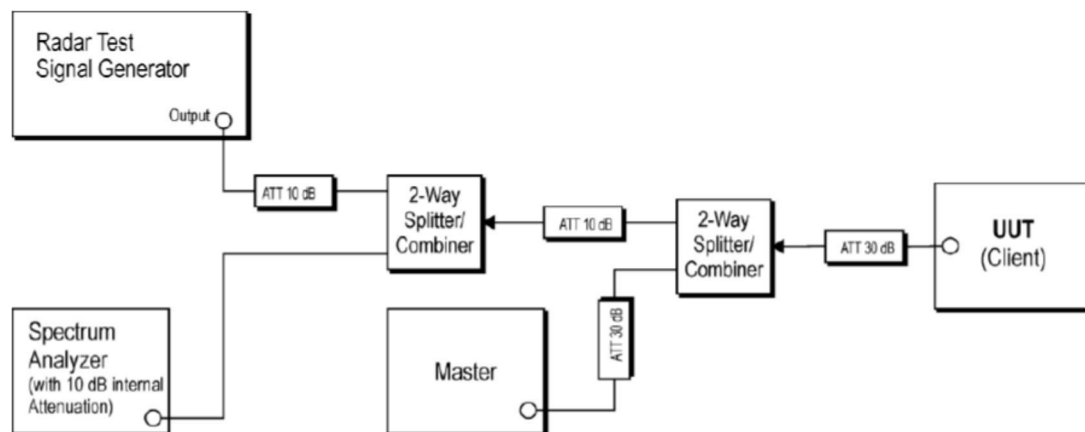 Radar Test
Signal Generator
Output
ATT 10 dB
2-Way
Splitter/
Combiner
ATT 10 dB
2-Way
Splitter/
Combiner
ATT 30 dB
UUT
(Client)
Spectrum
Analyzer
(with 10 dB internal
Attenuation)
Master
ATT 30 dB